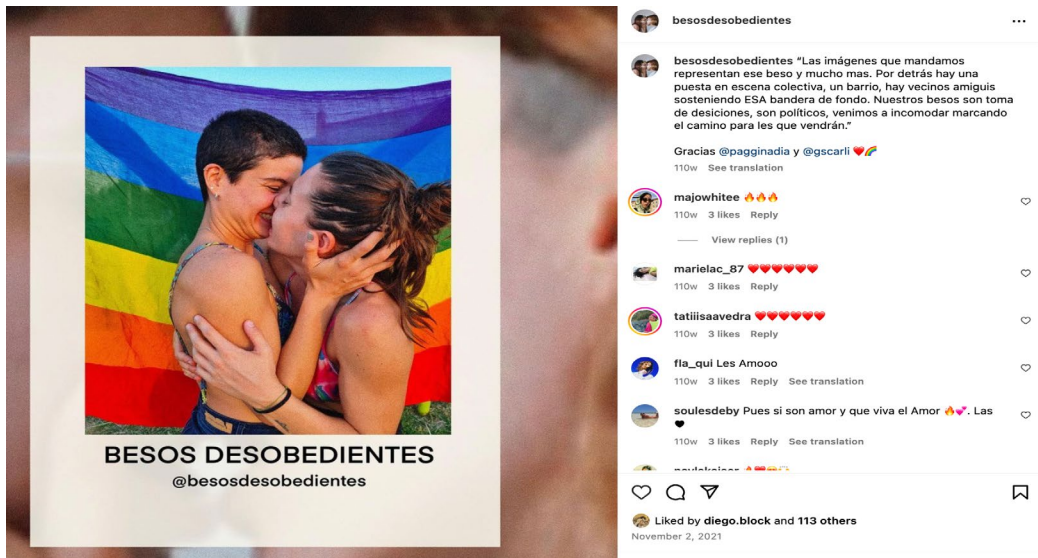 BESOS DESOBEDIENTES
@besosdesobedientes
besosdesobedientes
besosdesobedientes “Las imágenes que mandamos
representan ese beso y mucho mas. Por detrás hay una
puesta en escena colectiva, un barrio, hay vecinos amiguis
sosteniendo ESA bandera de fondo. Nuestros besos son toma
de desiciones, son políticos, venimos a incomodar marcando
el camino para les que vendrán.”
Gracias @pagginadia y @gscarli ❤️🌈
110w See translation
majowhitee 🔥🔥🔥
110w 3 likes Reply
View replies (1)
marielac_87 ❤️❤️❤️❤️❤️❤️
110w 3 likes Reply
tatiiisaavedra ❤️❤️❤️❤️❤️❤️
110w 3 likes Reply
fla_qui Les Amooo
110w 3 likes Reply See translation
soulesdeby Pues si son amor y que viva el Amor 🔥💕. Las
🖤
110w 3 likes Reply See translation
Liked by diego.block and 113 others
November 2, 2021